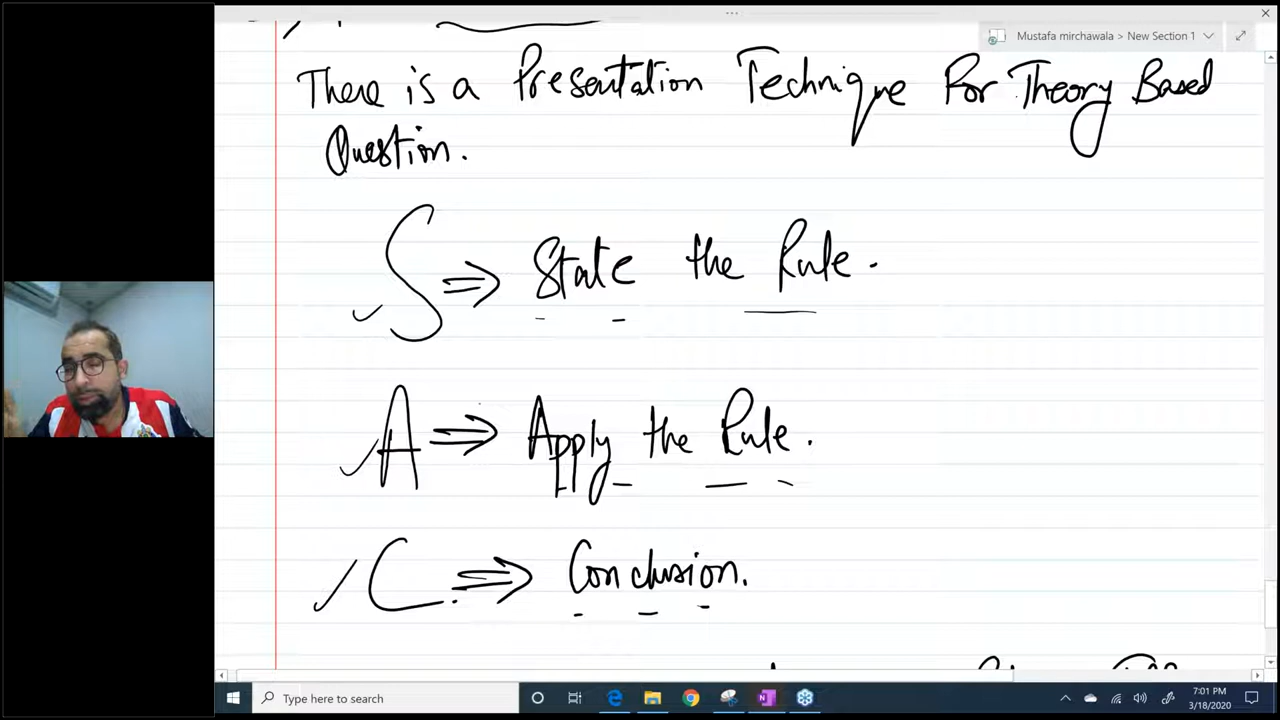 Mustafa mirchawala > New Section 1
There is a Presentation Technique For Theory Based
Question.
S ⇒ State the Rule.
A ⇒ Apply the Rule.
C ⇒ Conclusion.
Type here to search
7:01 PM
3/18/2020